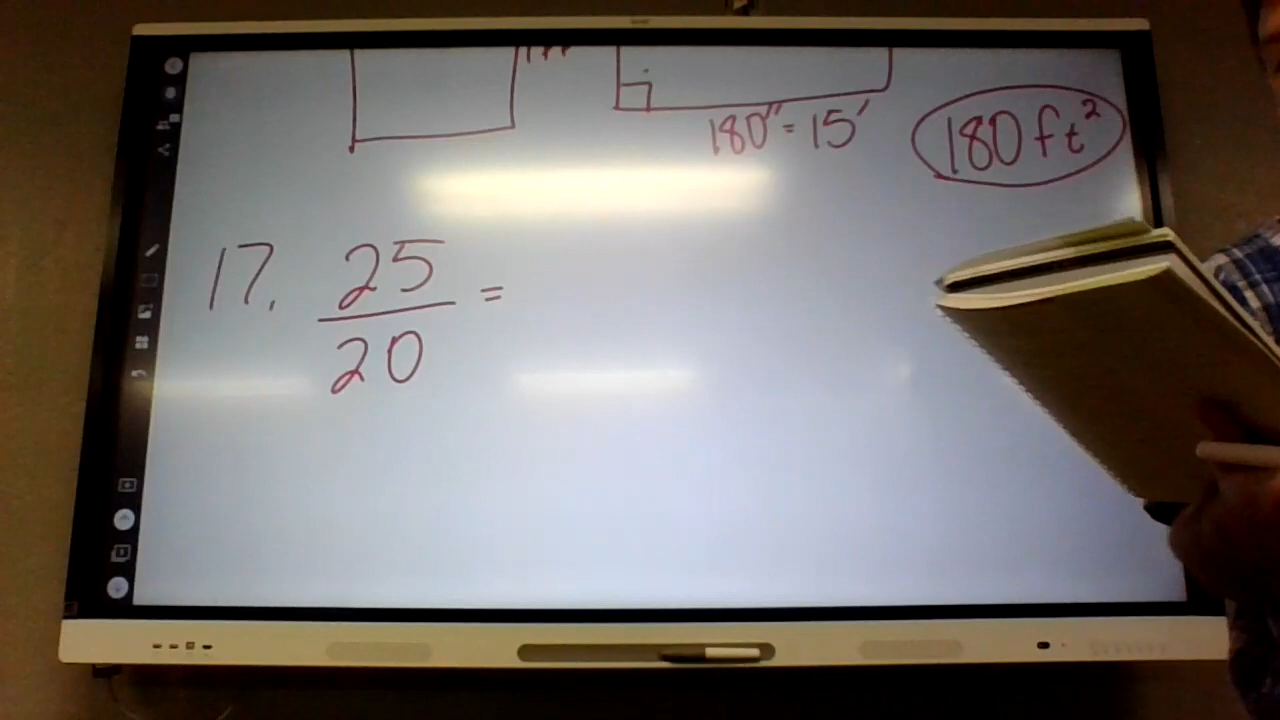 180" = 15'
180 ft²
17. 25/20 =